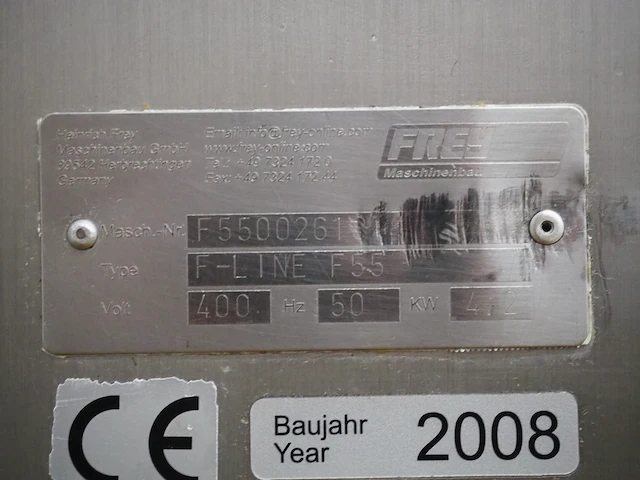 Heinrich Frey
Maschinenbau GmbH
89542 Herbrechtingen
Germany
Email: info@frey-online.com
www.frey-online.com
Tel.: +49 7324 172 0
Fax: +49 7324 172 44
FREY
Maschinenbau
Masch.-Nr.
Type F-LINE F55
Volt 400 Hz 50 KW 4,2
CE
Baujahr
Year 2008